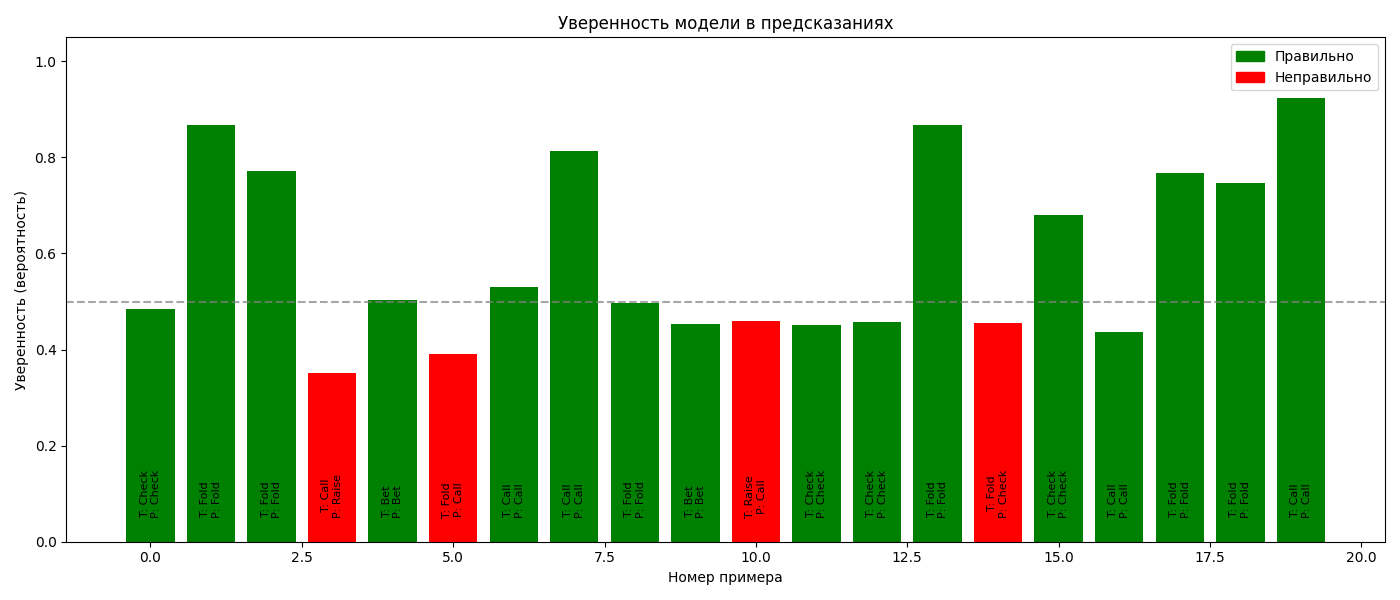 Уверенность модели в предсказаниях
Правильно
Неправильно
Уверенность (вероятность)
1.0
0.8
0.6
0.4
0.2
0.0
T: Check
P: Check
T: Fold
P: Fold
T: Fold
P: Fold
T: Call
P: Raise
T: Bet
P: Bet
T: Fold
P: Call
T: Call
P: Call
T: Call
P: Call
T: Fold
P: Fold
T: Bet
P: Bet
T: Raise
P: Call
T: Check
P: Check
T: Check
P: Check
T: Fold
P: Fold
T: Fold
P: Check
T: Check
P: Check
T: Call
P: Call
T: Fold
P: Fold
T: Fold
P: Fold
T: Call
P: Call
0.0 2.5 5.0 7.5 10.0 12.5 15.0 17.5 20.0
Номер примера